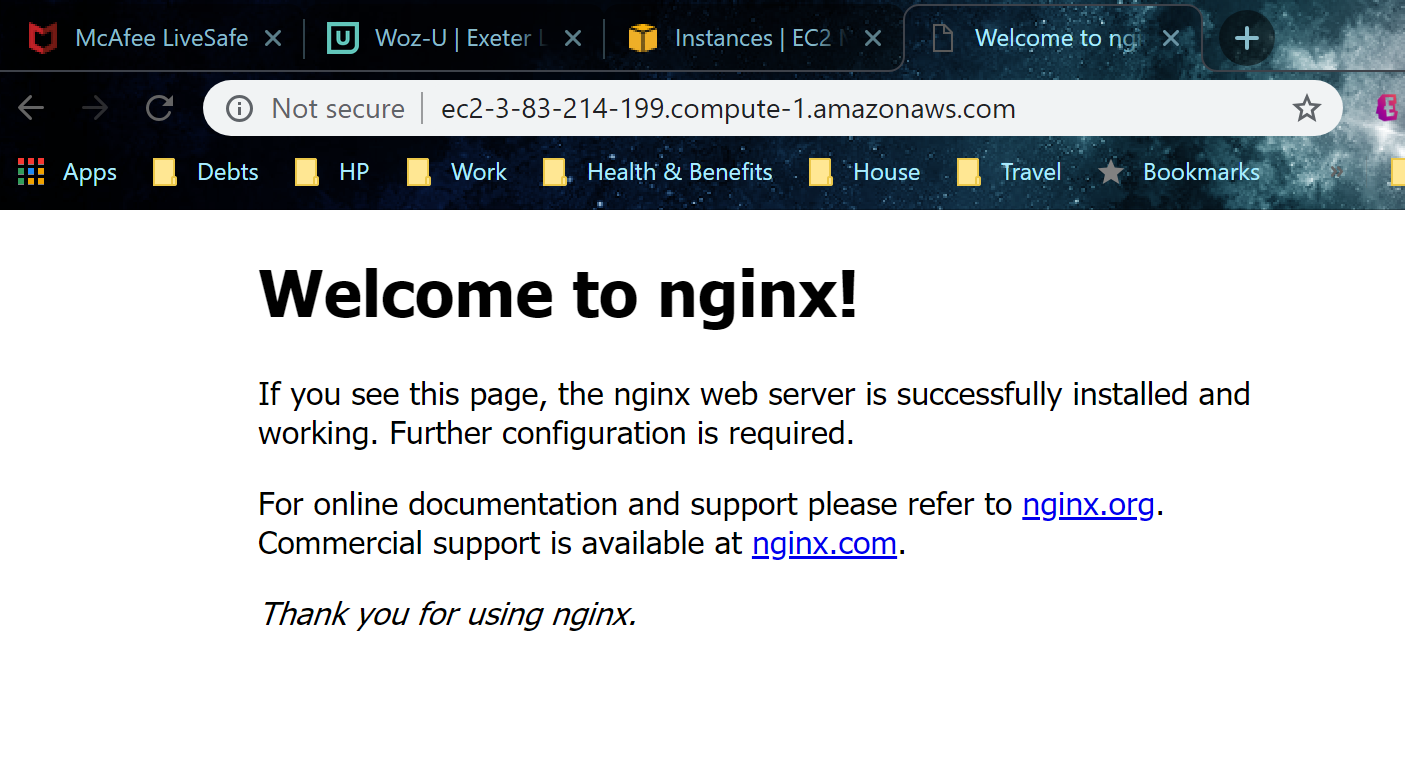 McAfee LiveSafe
Woz-U | Exeter L
Instances | EC2 M
Welcome to ngi
Not secure
ec2-3-83-214-199.compute-1.amazonaws.com
Apps
Debts
HP
Work
Health & Benefits
House
Travel
Bookmarks
Welcome to nginx!
If you see this page, the nginx web server is successfully installed and
working. Further configuration is required.
For online documentation and support please refer to nginx.org.
Commercial support is available at nginx.com.
Thank you for using nginx.